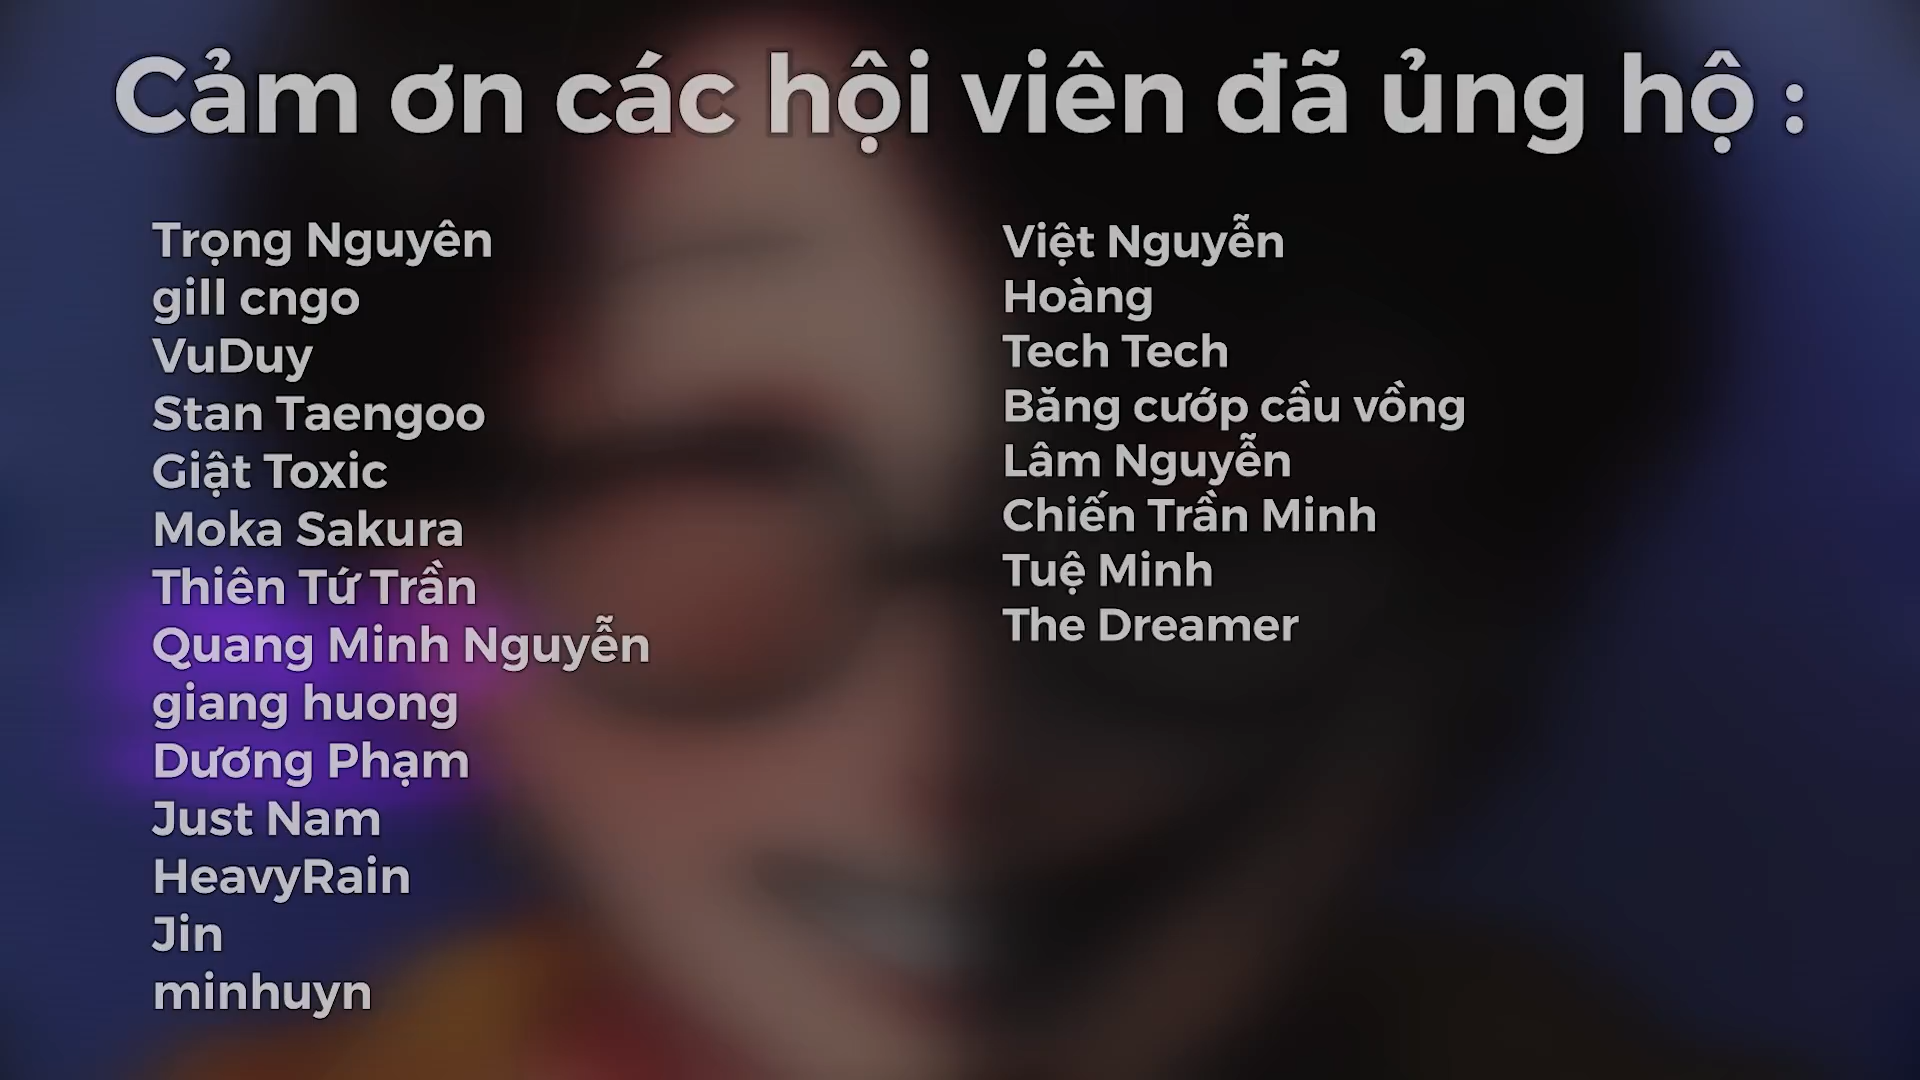 Cảm ơn các hội viên đã ủng hộ :
Trọng Nguyên
gill cngo
VuDuy
Stan Taengoo
Giật Toxic
Moka Sakura
Thiên Tứ Trần
Quang Minh Nguyễn
giang huong
Dương Phạm
Just Nam
HeavyRain
Jin
minhuyn
Việt Nguyễn
Hoàng
Tech Tech
Băng cướp cầu vồng
Lâm Nguyễn
Chiến Trần Minh
Tuệ Minh
The Dreamer